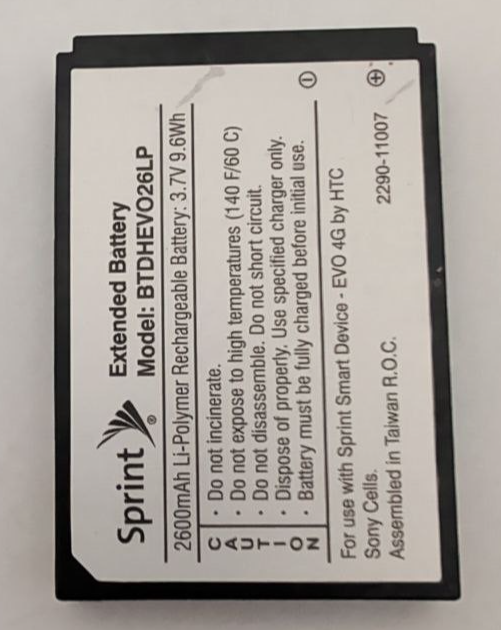 Sprint®
Extended Battery
Model: BTDHEVO26LP
2600mAh Li-Polymer Rechargeable Battery: 3.7V 9.6Wh
CAUTION
· Do not incinerate.
· Do not expose to high temperatures (140 F/60 C)
· Do not disassemble. Do not short circuit.
· Dispose of properly. Use specified charger only.
· Battery must be fully charged before initial use.
For use with Sprint Smart Device - EVO 4G by HTC
Sony Cells.
Assembled in Taiwan R.O.C.
2290-11007